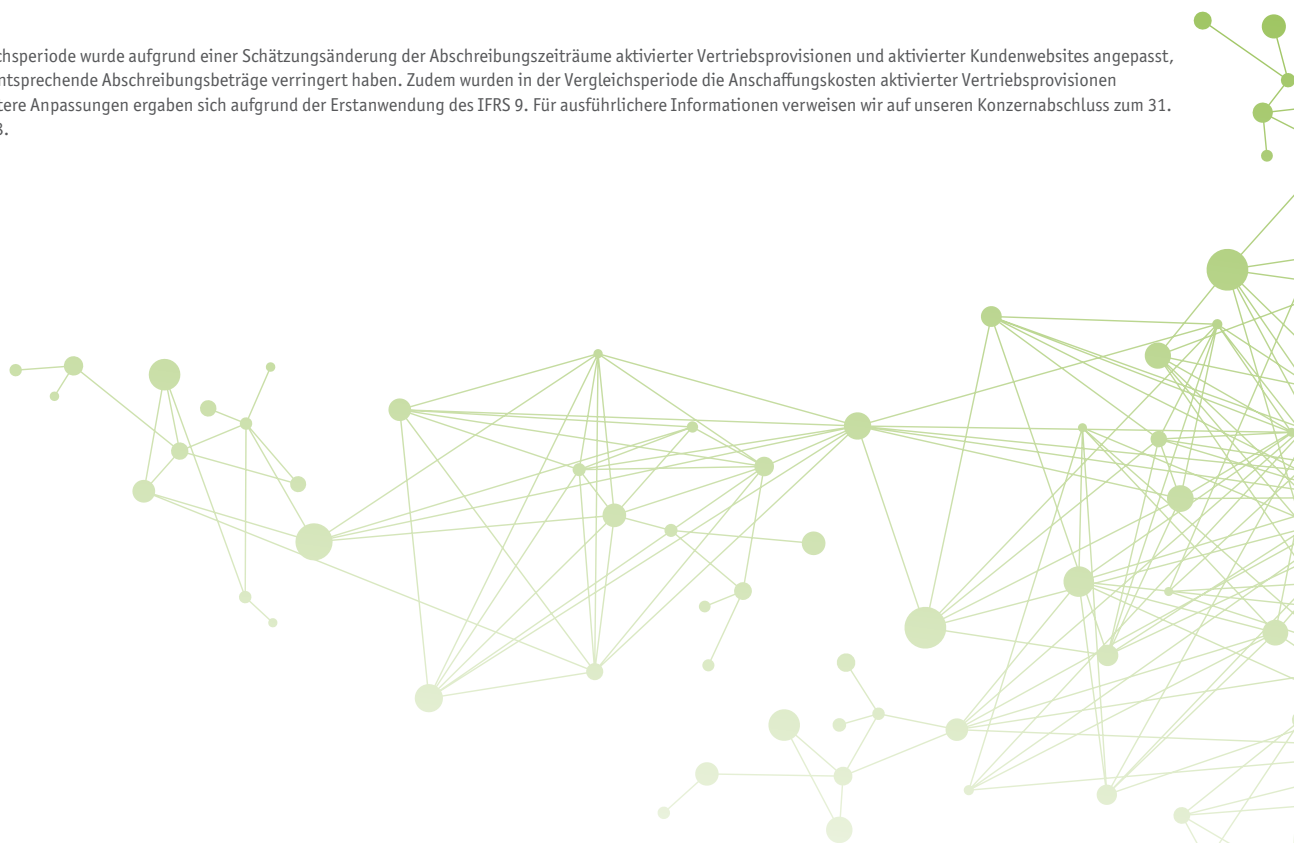 chsperiode wurde aufgrund einer Schätzungsänderung der Abschreibungszeiträume aktivierter Vertriebsprovisionen und aktivierter Kundenwebsites angepasst,
ntsprechende Abschreibungsbeträge verringert haben. Zudem wurden in der Vergleichsperiode die Anschaffungskosten aktivierter Vertriebsprovisionen
tere Anpassungen ergaben sich aufgrund der Erstanwendung des IFRS 9. Für ausführlichere Informationen verweisen wir auf unseren Konzernabschluss zum 31.
8.